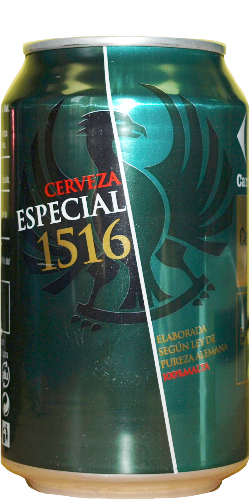 CERVEZA
ESPECIAL
1516
ELABORADA
SEGÚN LEY DE
PUREZA ALEMANA
100% MALTA